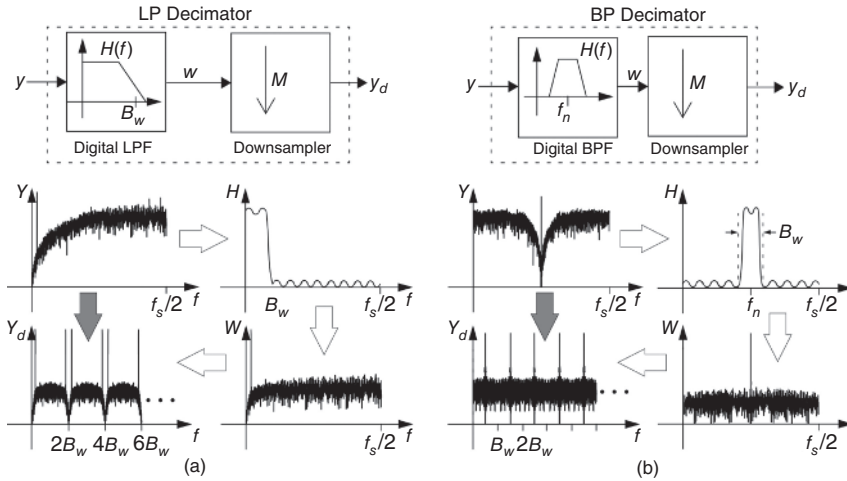 LP Decimator
H(f)
y
w
M
y_d
B_w
Digital LPF
Downsampler
Y
f_s/2 f
H
B_w
f_s/2 f
Y_d
2B_w 4B_w 6B_w
f
W
f_s/2
f
(a)
BP Decimator
H(f)
y
w
M
y_d
f_n
Digital BPF
Downsampler
Y
f_s/2 f
H
B_w
f_n
f_s/2 f
Y_d
B_w 2B_w
f
W
f_s/2
f
(b)